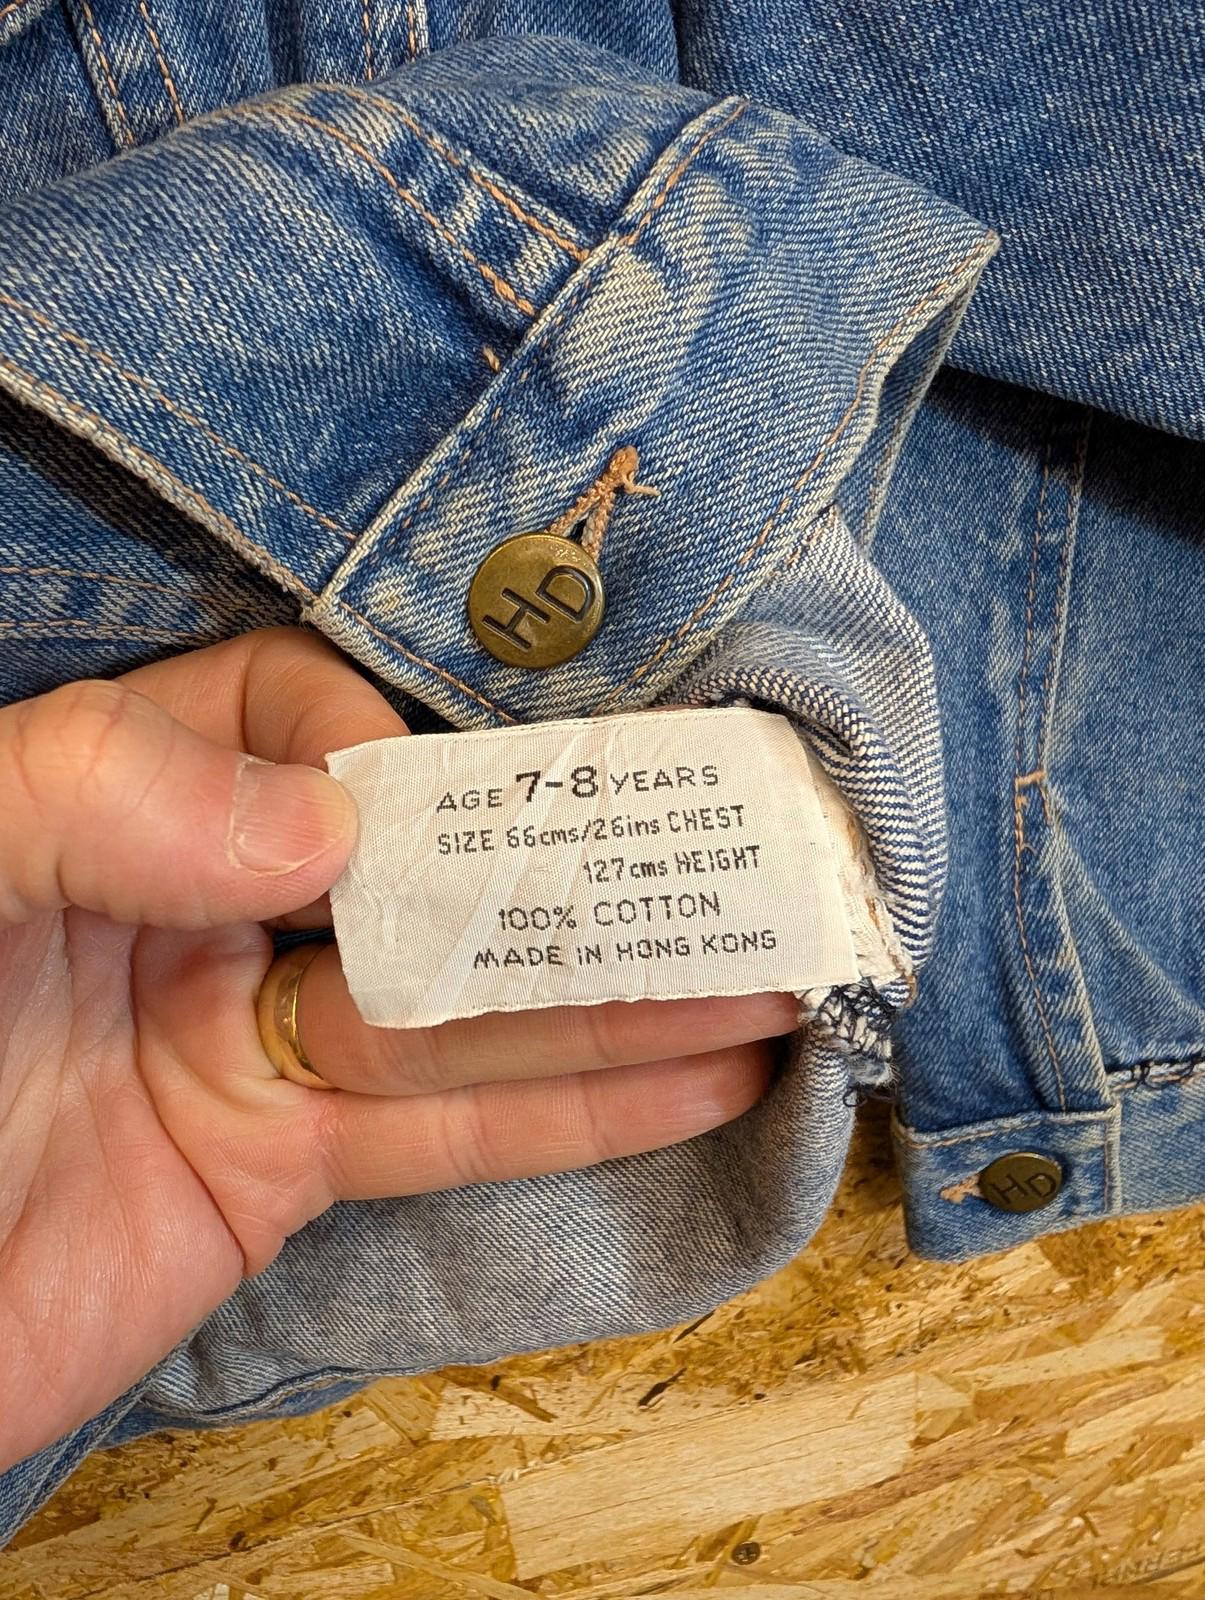 HD
AGE 7-8 YEARS
SIZE 66cms/26ins CHEST
127cms HEIGHT
100% COTTON
MADE IN HONG KONG
HD